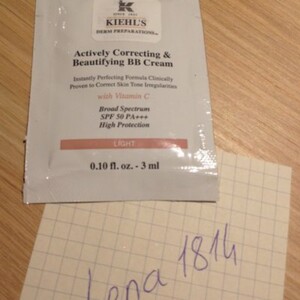 K
SINCE 1851
KIEHL'S
DERM PREPARATIONS
Actively Correcting &
Beautifying BB Cream
Instantly Perfecting Formula Clinically
Proven to Correct Skin Tone Irregularities
with Vitamin C
Broad Spectrum
SPF 50 PA+++
High Protection
LIGHT
0.10 fl. oz. - 3 ml
Lena 1814